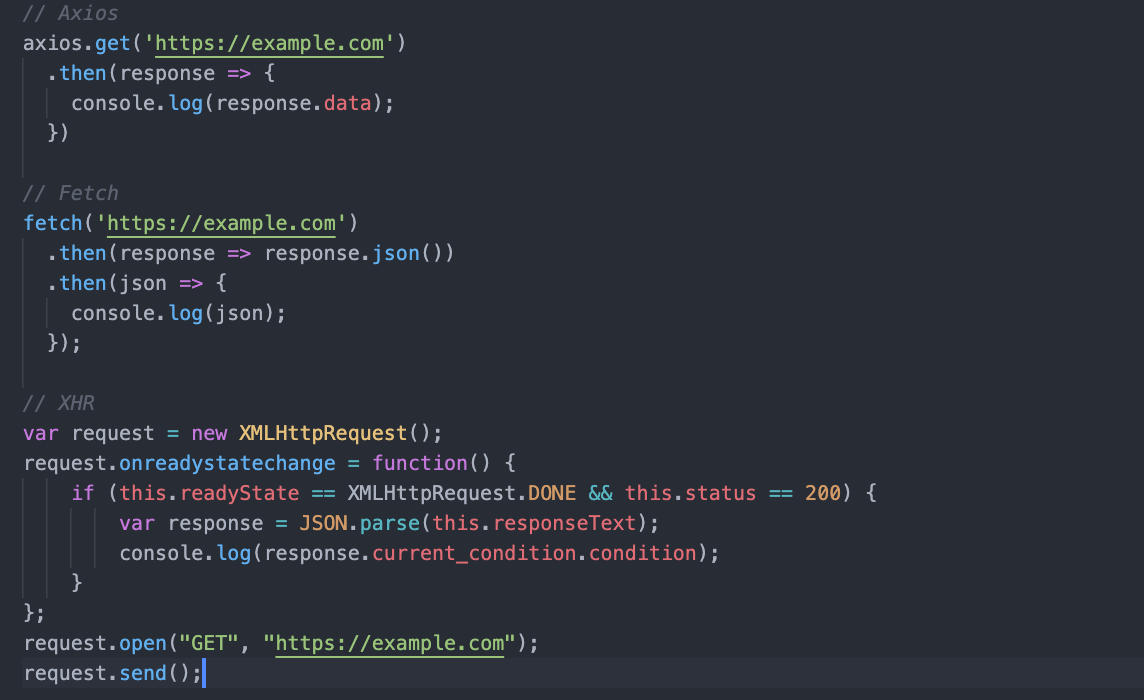 // Axios
axios.get('https://example.com')
  .then(response => {
    console.log(response.data);
  })

// Fetch
fetch('https://example.com')
  .then(response => response.json())
  .then(json => {
    console.log(json);
  });

// XHR
var request = new XMLHttpRequest();
request.onreadystatechange = function() {
    if (this.readyState == XMLHttpRequest.DONE && this.status == 200) {
        var response = JSON.parse(this.responseText);
        console.log(response.current_condition.condition);
    }
};
request.open("GET", "https://example.com");
request.send();